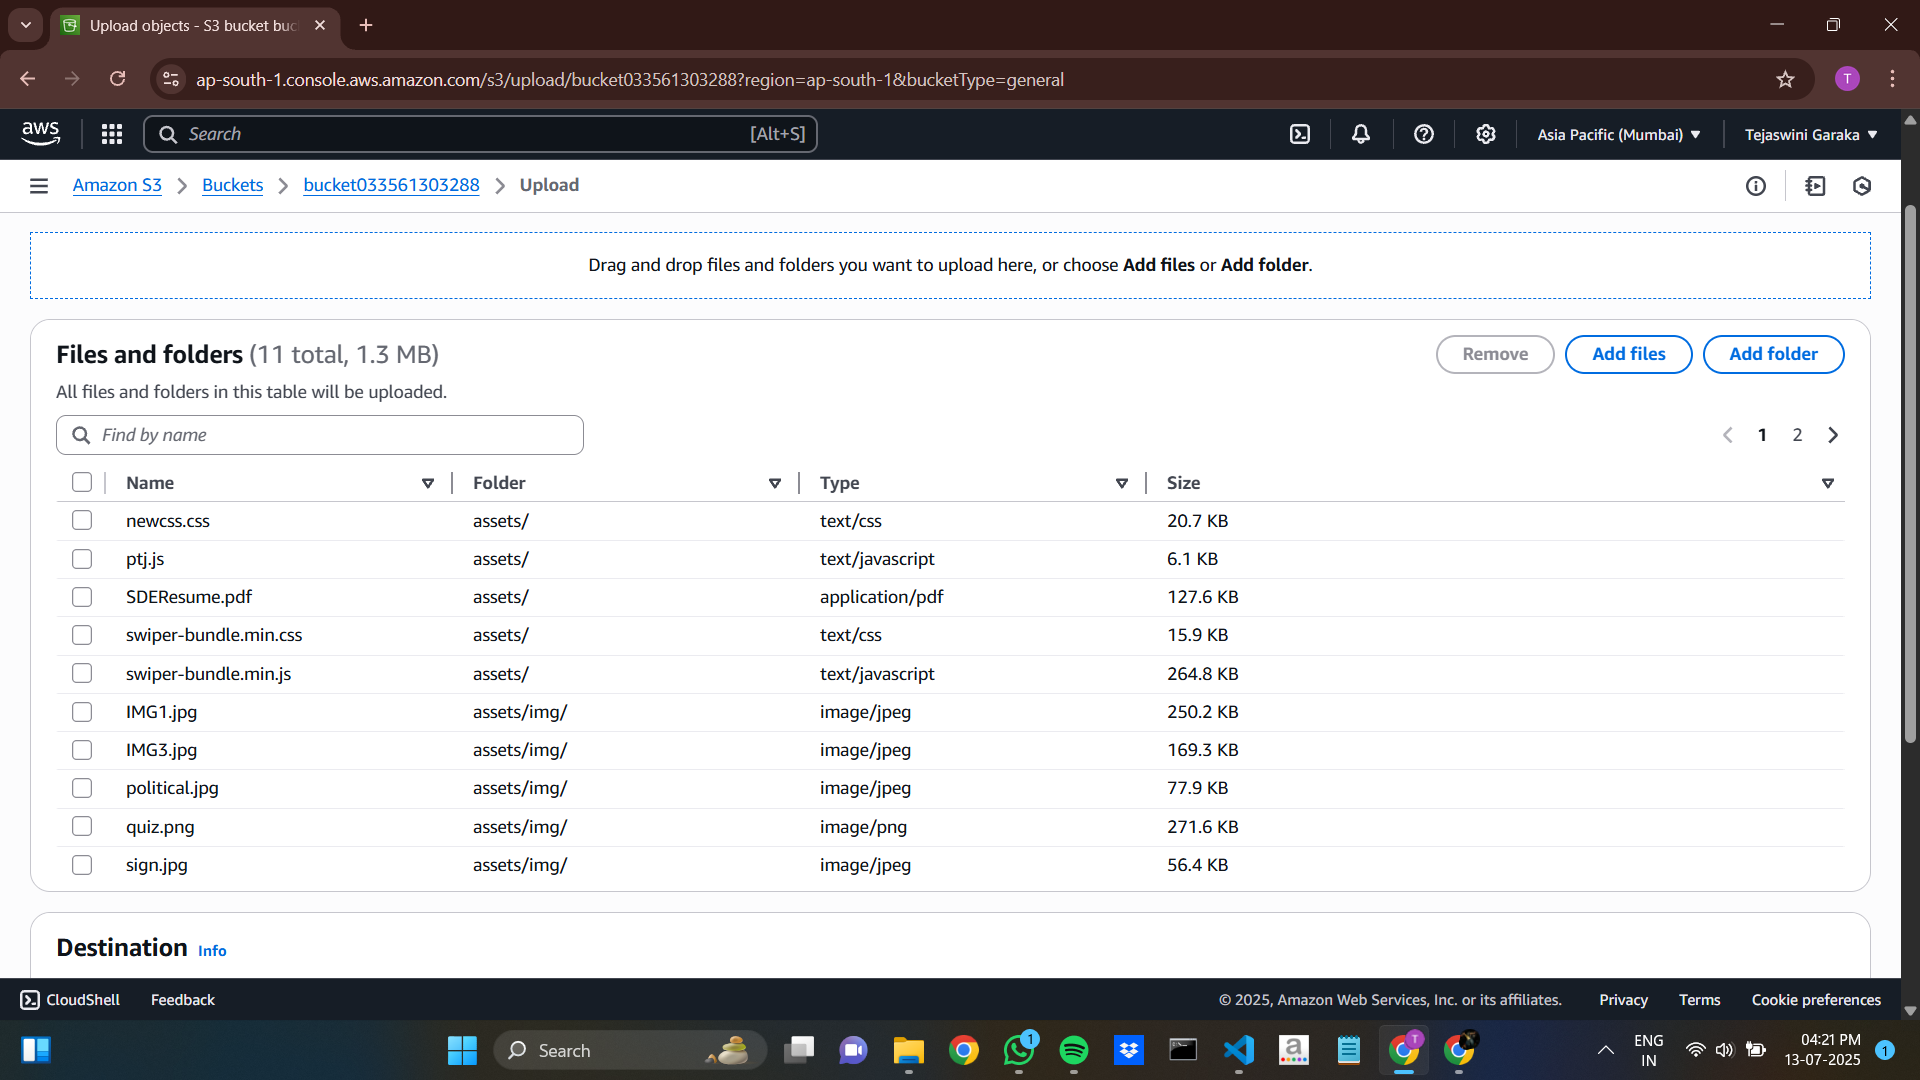 Upload objects - S3 bucket buc
ap-south-1.console.aws.amazon.com/s3/upload/bucket033561303288?region=ap-south-1&bucketType=general
T
aws
Search [Alt+S]
Asia Pacific (Mumbai)
Tejaswini Garaka
Amazon S3 Buckets bucket033561303288 Upload
Drag and drop files and folders you want to upload here, or choose Add files or Add folder.
Files and folders (11 total, 1.3 MB)
Remove Add files Add folder
All files and folders in this table will be uploaded.
Find by name
1 2
Name Folder Type Size
newcss.css assets/ text/css 20.7 KB
ptj.js assets/ text/javascript 6.1 KB
SDEResume.pdf assets/ application/pdf 127.6 KB
swiper-bundle.min.css assets/ text/css 15.9 KB
swiper-bundle.min.js assets/ text/javascript 264.8 KB
IMG1.jpg assets/img/ image/jpeg 250.2 KB
IMG3.jpg assets/img/ image/jpeg 169.3 KB
political.jpg assets/img/ image/jpeg 77.9 KB
quiz.png assets/img/ image/png 271.6 KB
sign.jpg assets/img/ image/jpeg 56.4 KB
Destination Info
CloudShell Feedback © 2025, Amazon Web Services, Inc. or its affiliates. Privacy Terms Cookie preferences
Search
1
a
T
ENG
IN
04:21 PM
13-07-2025
1